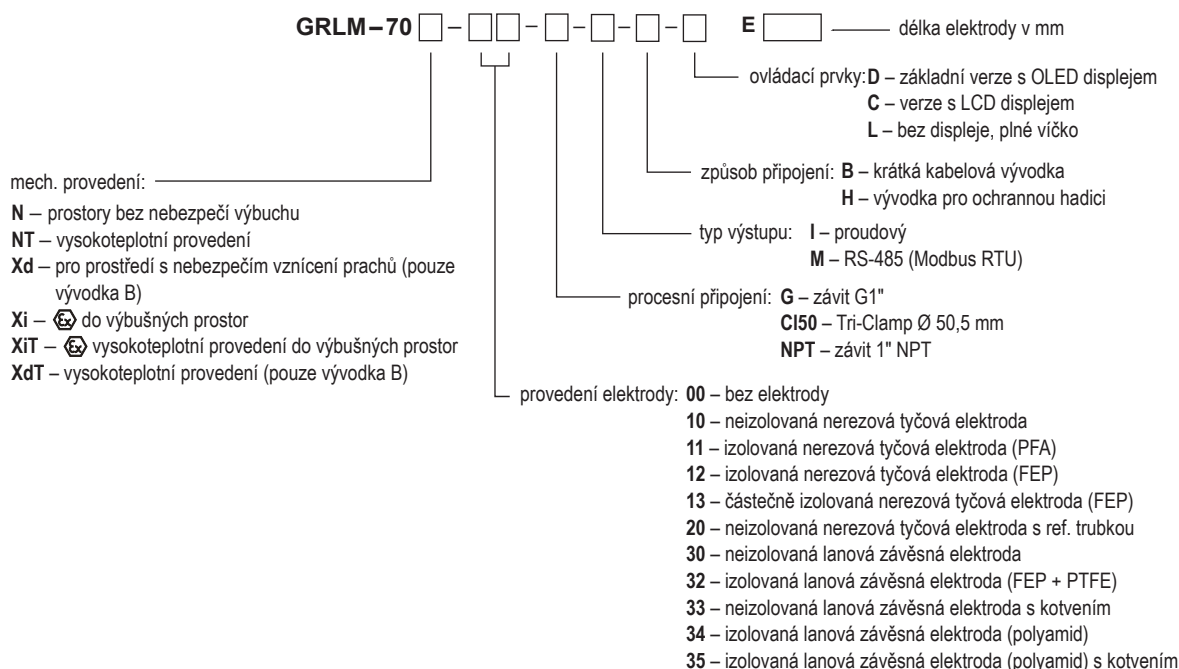 GRLM–70 – – – – – E délka elektrody v mm
ovládací prvky: D – základní verze s OLED displejem
C – verze s LCD displejem
L – bez displeje, plné víčko
způsob připojení: B – krátká kabelová vývodka
H – vývodka pro ochrannou hadici
typ výstupu: I – proudový
M – RS-485 (Modbus RTU)
procesní připojení: G – závit G1"
Cl50 – Tri-Clamp Ø 50,5 mm
NPT – závit 1" NPT
mech. provedení:
N – prostory bez nebezpečí výbuchu
NT – vysokoteplotní provedení
Xd – pro prostředí s nebezpečím vznícení prachů (pouze
vývodka B)
Xi – Ex do výbušných prostor
XiT – Ex vysokoteplotní provedení do výbušných prostor
XdT – vysokoteplotní provedení (pouze vývodka B)
provedení elektrody: 00 – bez elektrody
10 – neizolovaná nerezová tyčová elektroda
11 – izolovaná nerezová tyčová elektroda (PFA)
12 – izolovaná nerezová tyčová elektroda (FEP)
13 – částečně izolovaná nerezová tyčová elektroda (FEP)
20 – neizolovaná nerezová tyčová elektroda s ref. trubkou
30 – neizolovaná lanová závěsná elektroda
32 – izolovaná lanová závěsná elektroda (FEP + PTFE)
33 – neizolovaná lanová závěsná elektroda s kotvením
34 – izolovaná lanová závěsná elektroda (polyamid)
35 – izolovaná lanová závěsná elektroda (polyamid) s kotvením